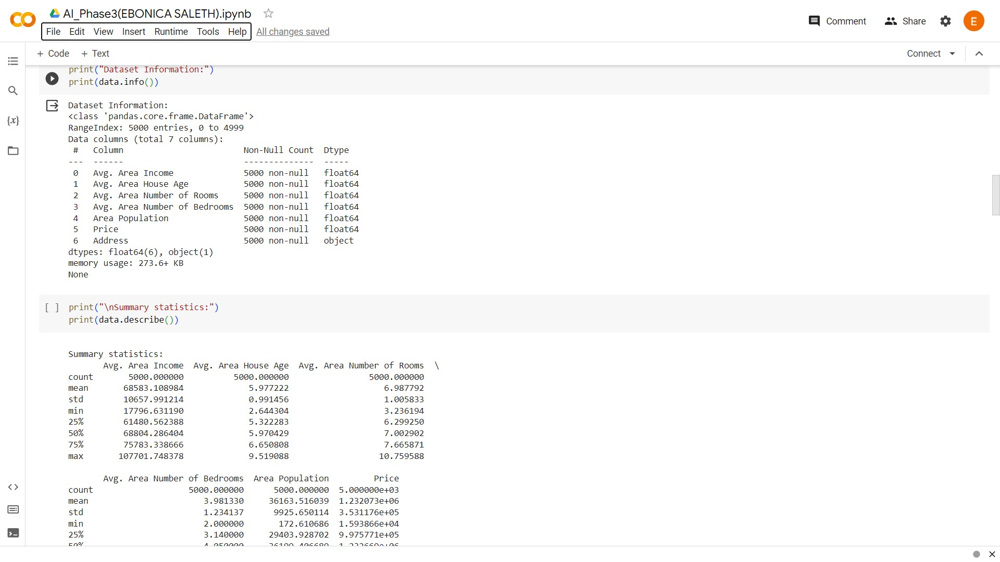 AI_Phase3(EBONICA SALETH).ipynb
File Edit View Insert Runtime Tools Help All changes saved
Comment Share E
+ Code + Text Connect
print("Dataset Information:")
print(data.info())
Dataset Information:
<class 'pandas.core.frame.DataFrame'>
RangeIndex: 5000 entries, 0 to 4999
Data columns (total 7 columns):
 #   Column                        Non-Null Count  Dtype
---  ------                        --------------  -----
 0   Avg. Area Income              5000 non-null   float64
 1   Avg. Area House Age           5000 non-null   float64
 2   Avg. Area Number of Rooms     5000 non-null   float64
 3   Avg. Area Number of Bedrooms  5000 non-null   float64
 4   Area Population               5000 non-null   float64
 5   Price                         5000 non-null   float64
 6   Address                       5000 non-null   object
dtypes: float64(6), object(1)
memory usage: 273.6+ KB
None
[ ] print("\nSummary statistics:")
print(data.describe())
Summary statistics:
       Avg. Area Income  Avg. Area House Age  Avg. Area Number of Rooms  \
count       5000.000000          5000.000000                5000.000000
mean       68583.108984             5.977222                   6.987792
std        10657.991214             0.991456                   1.005833
min        17796.631190             2.644304                   3.236194
25%        61480.562388             5.322283                   6.299250
50%        68804.286404             5.970429                   7.002902
75%        75783.338666             6.650808                   7.665871
max       107701.748378             9.519088                  10.759588
       Avg. Area Number of Bedrooms  Area Population         Price
count                   5000.000000      5000.000000  5.000000e+03
mean                       3.981330     36163.516039  1.232073e+06
std                        1.234137      9925.650114  3.531176e+05
min                        2.000000       172.610686  1.593866e+04
25%                        3.140000     29403.928702  9.975771e+05
50%                        4.050000     36199.406689  1.232669e+06